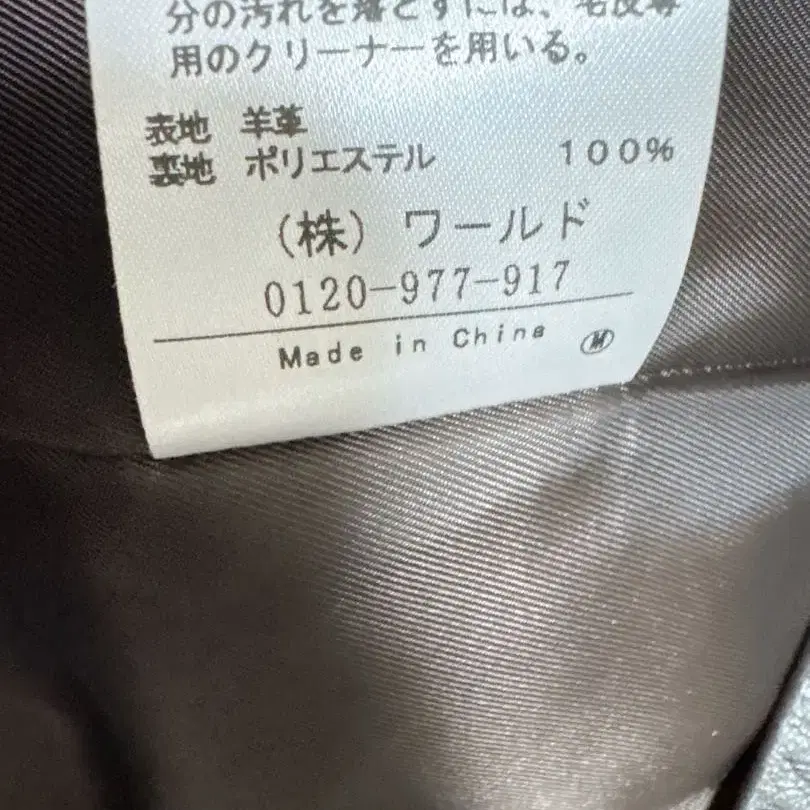 分の汚れを落とすには、毛皮専
用のクリーナーを用いる。
表地 羊革
裏地 ポリエステル 100%
(株) ワールド
0120-977-917
Made in China M